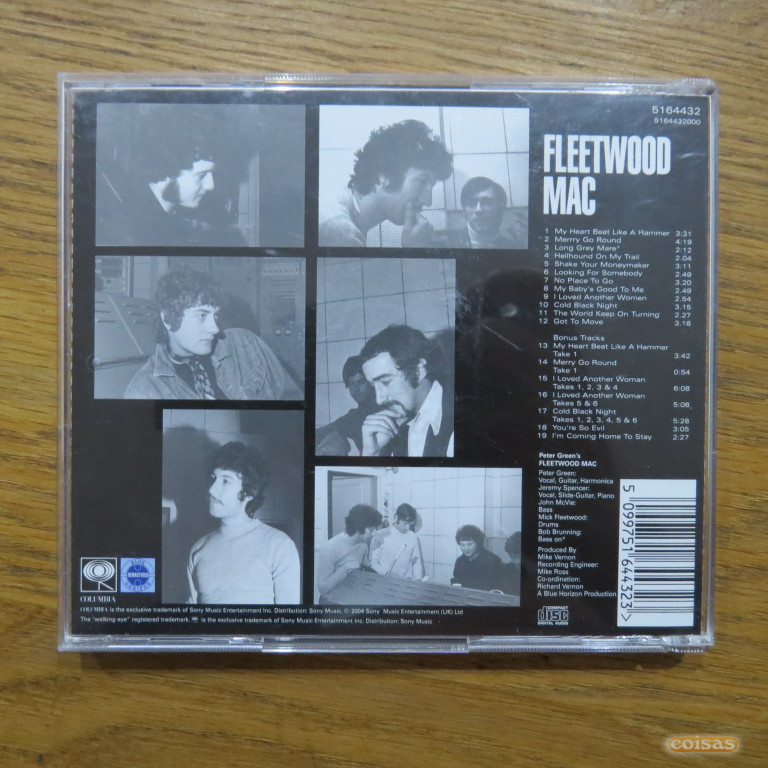 5164432
5164432000
FLEETWOOD
MAC
1 My Heart Beat Like A Hammer 3:31
2 Merrry Go Round 4:19
3 Long Grey Mare* 2:12
4 Hellhound On My Trail 2.04
5 Shake Your Moneymaker 3:11
6 Looking For Somebody 2.49
7 No Place To Go 3.20
8 My Baby's Good To Me 2.49
9 I Loved Another Women 2.54
10 Cold Black Night 3.15
11 The World Keep On Turning 2.27
12 Got To Move 3.18
Bonus Tracks
13 My Heart Beat Like A Hammer
Take 1 3:42
14 Merry Go Round
Take 1 0:54
15 I Loved Another Woman
Takes 1, 2, 3 & 4 6:08
16 I Loved Another Woman
Takes 5 & 6 5:08
17 Cold Black Night
Takes 1, 2, 3, 4, 5 & 6 5:28
18 You're So Evil 3:05
19 I'm Coming Home To Stay 2:27
Peter Green's
FLEETWOOD MAC
Peter Green:
Vocal, Guitar, Harmonica
Jeremy Spencer:
Vocal, Slide-Guitar, Piano
John McVie:
Bass
Mick Fleetwood:
Drums
Bob Brunning:
Bass on*
Produced By
Mike Vernon
Recording Engineer:
Mike Ross
Co-ordination:
Richard Vernon
A Blue Horizon Production
5 099751 644323 >
COLUMBIA
REMASTERED
COMPACT
disc
DIGITAL AUDIO
COLUMBIA is the exclusive trademark of Sony Music Entertainment Inc. Distribution: Sony Music. © 2004 Sony Music Entertainment (UK) Ltd
The "walking eye" registered trademark. is the exclusive trademark of Sony Music Entertainment Inc. Distribution: Sony Music
coisas